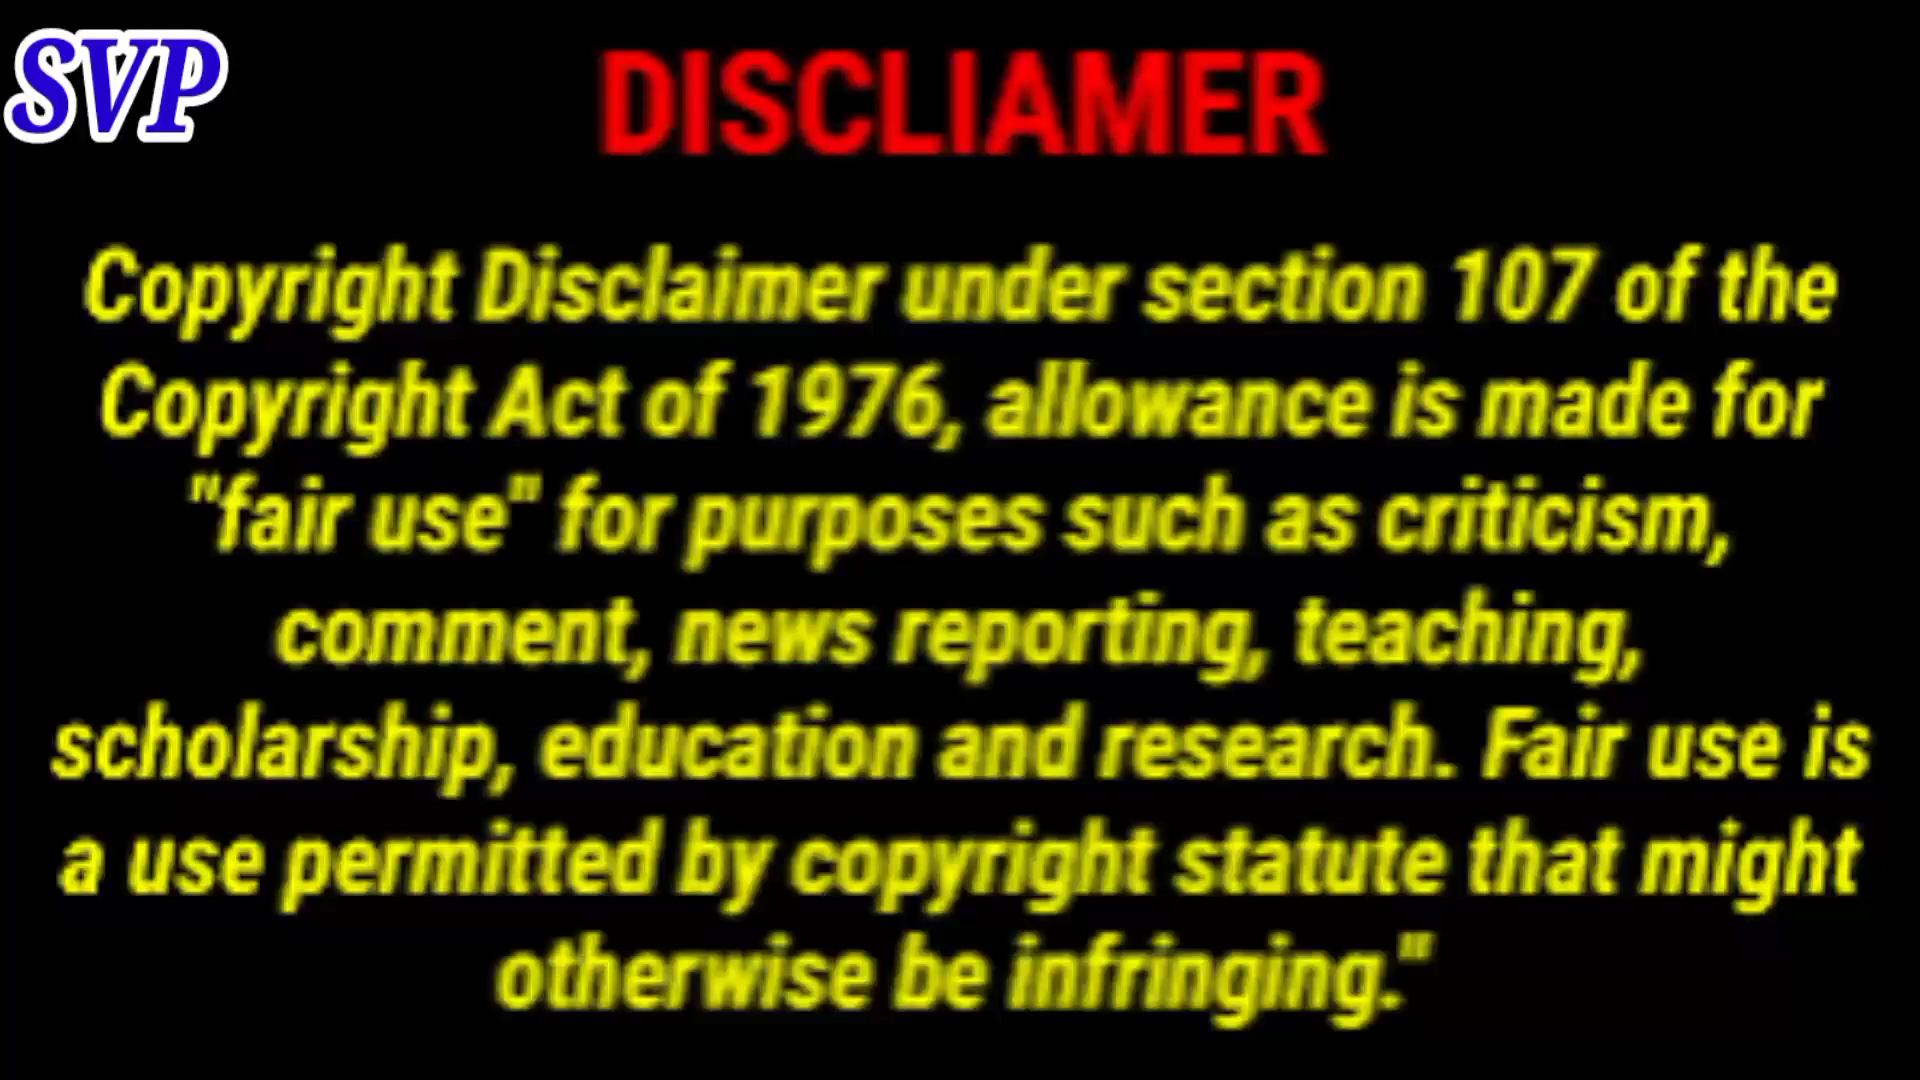 SVP
DISCLIAMER
Copyright Disclaimer under section 107 of the
Copyright Act of 1976, allowance is made for
"fair use" for purposes such as criticism,
comment, news reporting, teaching,
scholarship, education and research. Fair use is
a use permitted by copyright statute that might
otherwise be infringing."